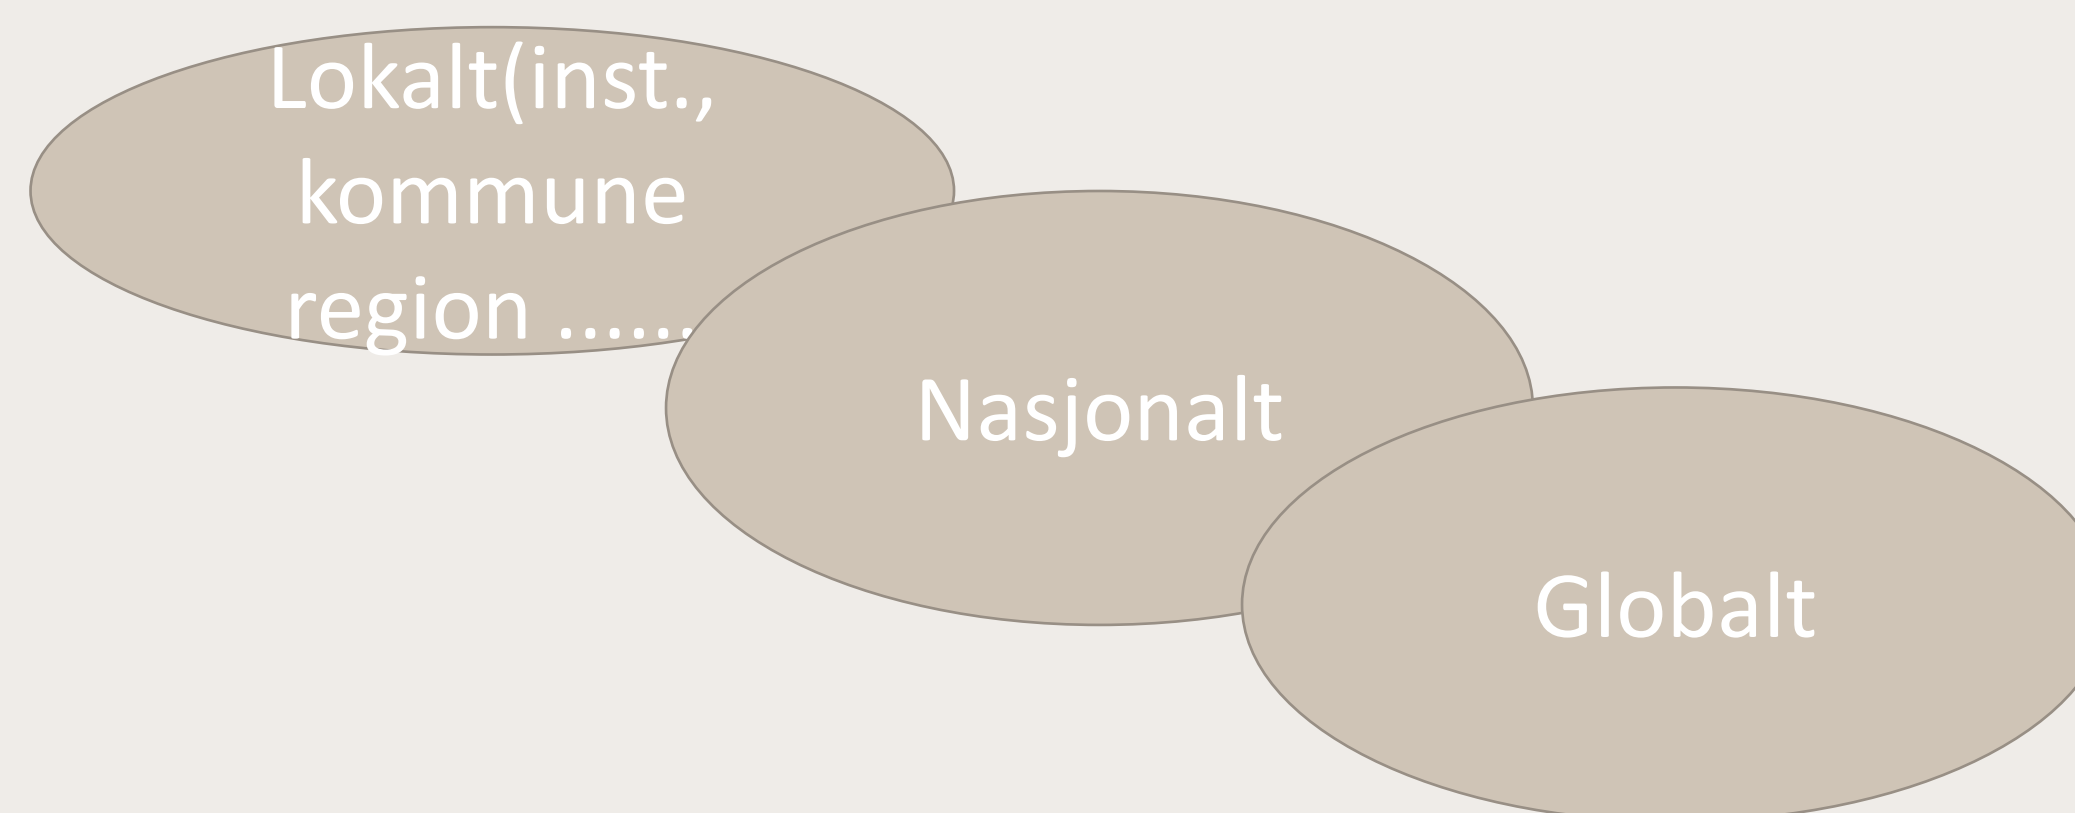 Lokalt(inst.,
kommune
region ......
Nasjonalt
Globalt